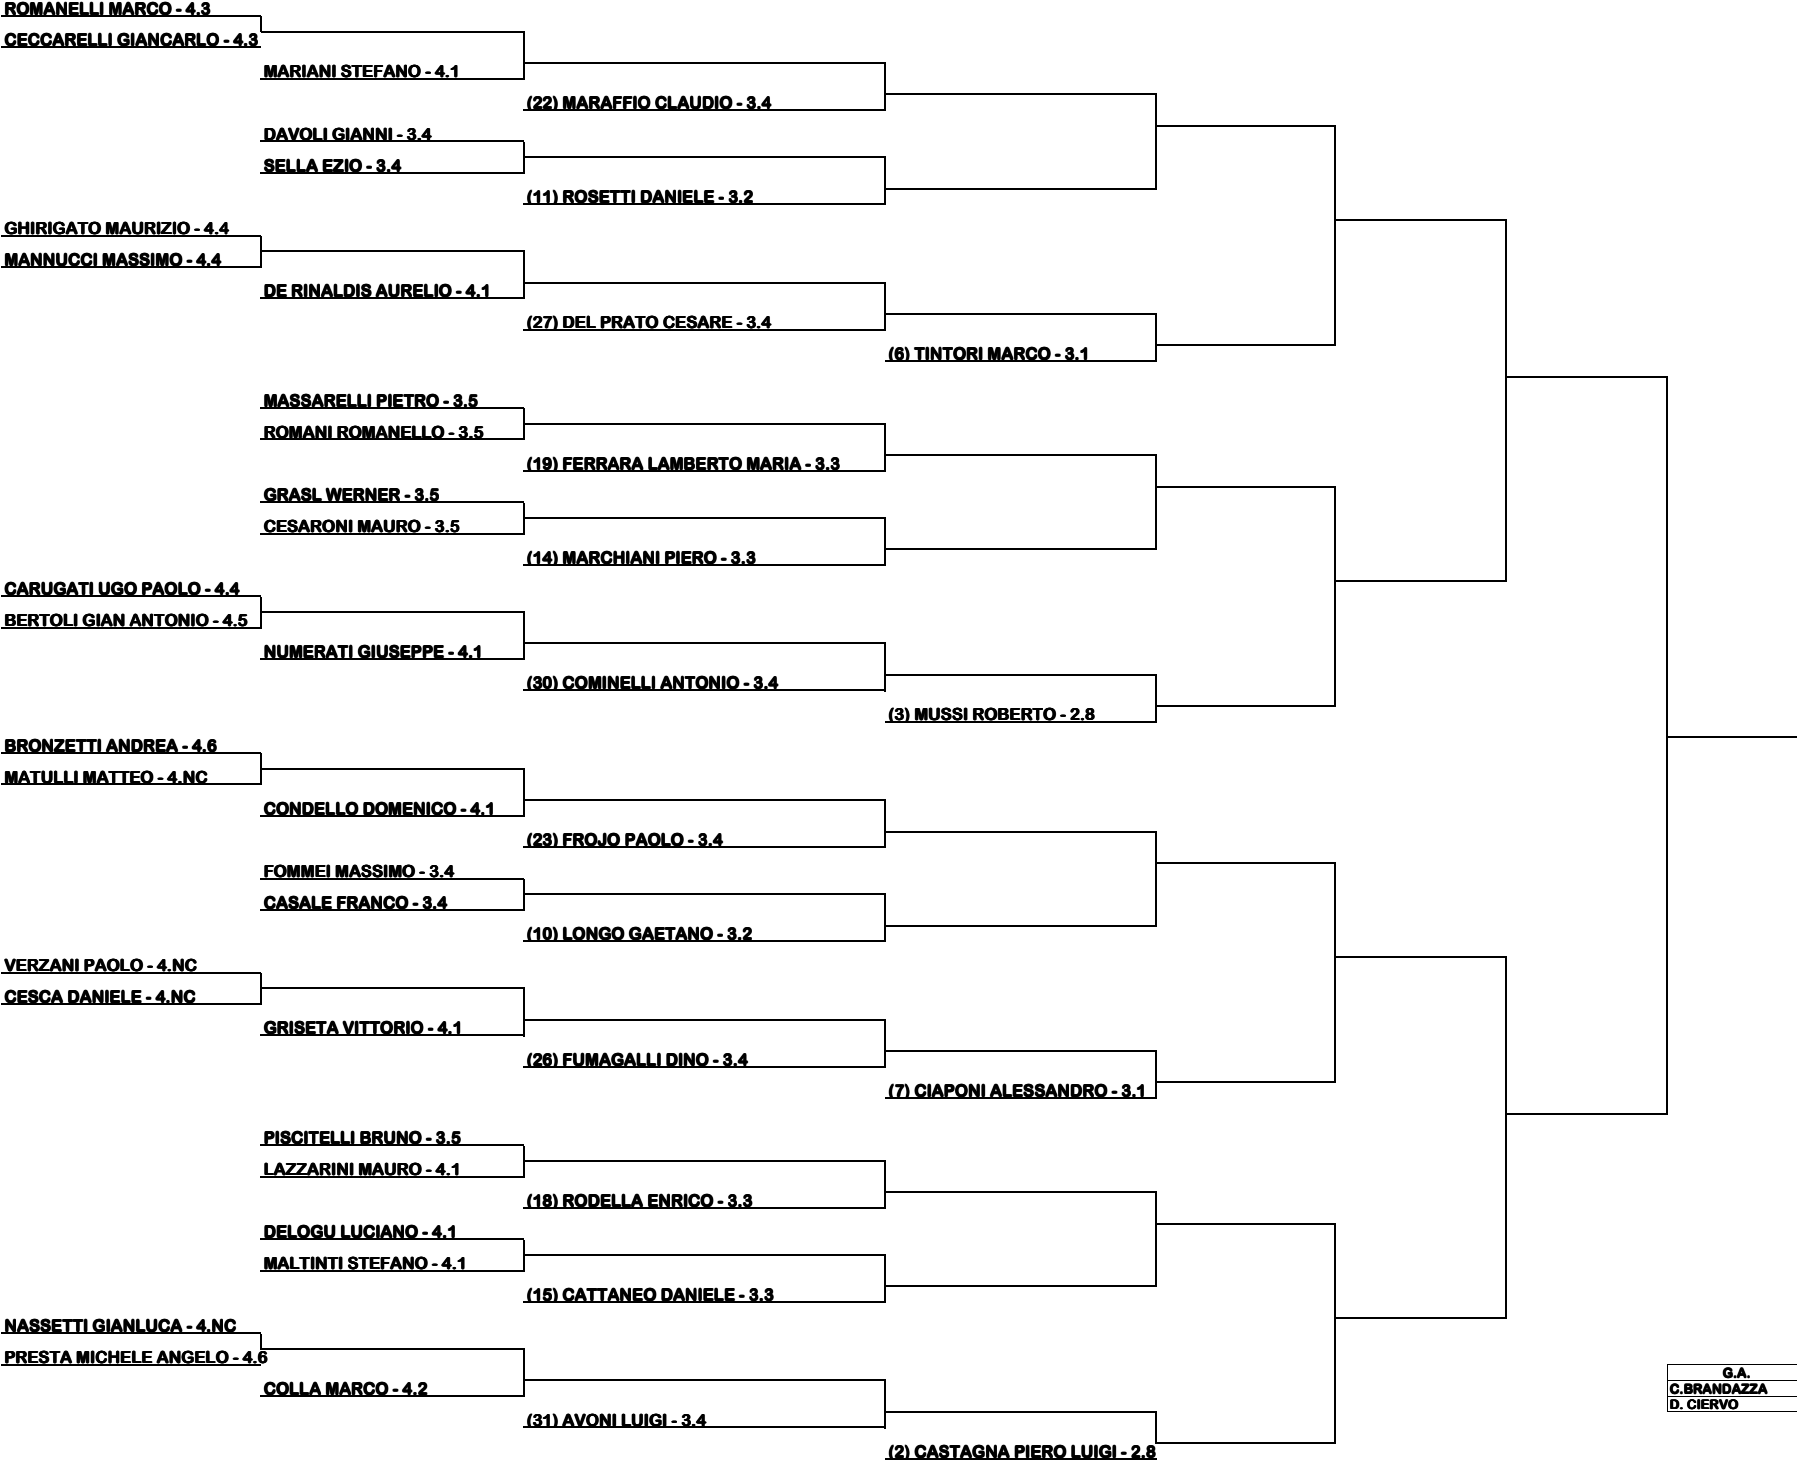 ROMANELLI MARCO - 4.3
CECCARELLI GIANCARLO - 4.3
MARIANI STEFANO - 4.1
(22) MARAFFIO CLAUDIO - 3.4
DAVOLI GIANNI - 3.4
SELLA EZIO - 3.4
(11) ROSETTI DANIELE - 3.2
GHIRIGATO MAURIZIO - 4.4
MANNUCCI MASSIMO - 4.4
DE RINALDIS AURELIO - 4.1
(27) DEL PRATO CESARE - 3.4
(6) TINTORI MARCO - 3.1
MASSARELLI PIETRO - 3.5
ROMANI ROMANELLO - 3.5
(19) FERRARA LAMBERTO MARIA - 3.3
GRASL WERNER - 3.5
CESARONI MAURO - 3.5
(14) MARCHIANI PIERO - 3.3
CARUGATI UGO PAOLO - 4.4
BERTOLI GIAN ANTONIO - 4.5
NUMERATI GIUSEPPE - 4.1
(30) COMINELLI ANTONIO - 3.4
(3) MUSSI ROBERTO - 2.8
BRONZETTI ANDREA - 4.6
MATULLI MATTEO - 4.NC
CONDELLO DOMENICO - 4.1
(23) FROJO PAOLO - 3.4
FOMMEI MASSIMO - 3.4
CASALE FRANCO - 3.4
(10) LONGO GAETANO - 3.2
VERZANI PAOLO - 4.NC
CESCA DANIELE - 4.NC
GRISETA VITTORIO - 4.1
(26) FUMAGALLI DINO - 3.4
(7) CIAPONI ALESSANDRO - 3.1
PISCITELLI BRUNO - 3.5
LAZZARINI MAURO - 4.1
(18) RODELLA ENRICO - 3.3
DELOGU LUCIANO - 4.1
MALTINTI STEFANO - 4.1
(15) CATTANEO DANIELE - 3.3
NASSETTI GIANLUCA - 4.NC
PRESTA MICHELE ANGELO - 4.6
COLLA MARCO - 4.2
(31) AVONI LUIGI - 3.4
(2) CASTAGNA PIERO LUIGI - 2.8
G.A.
C.BRANDAZZA
D. CIERVO